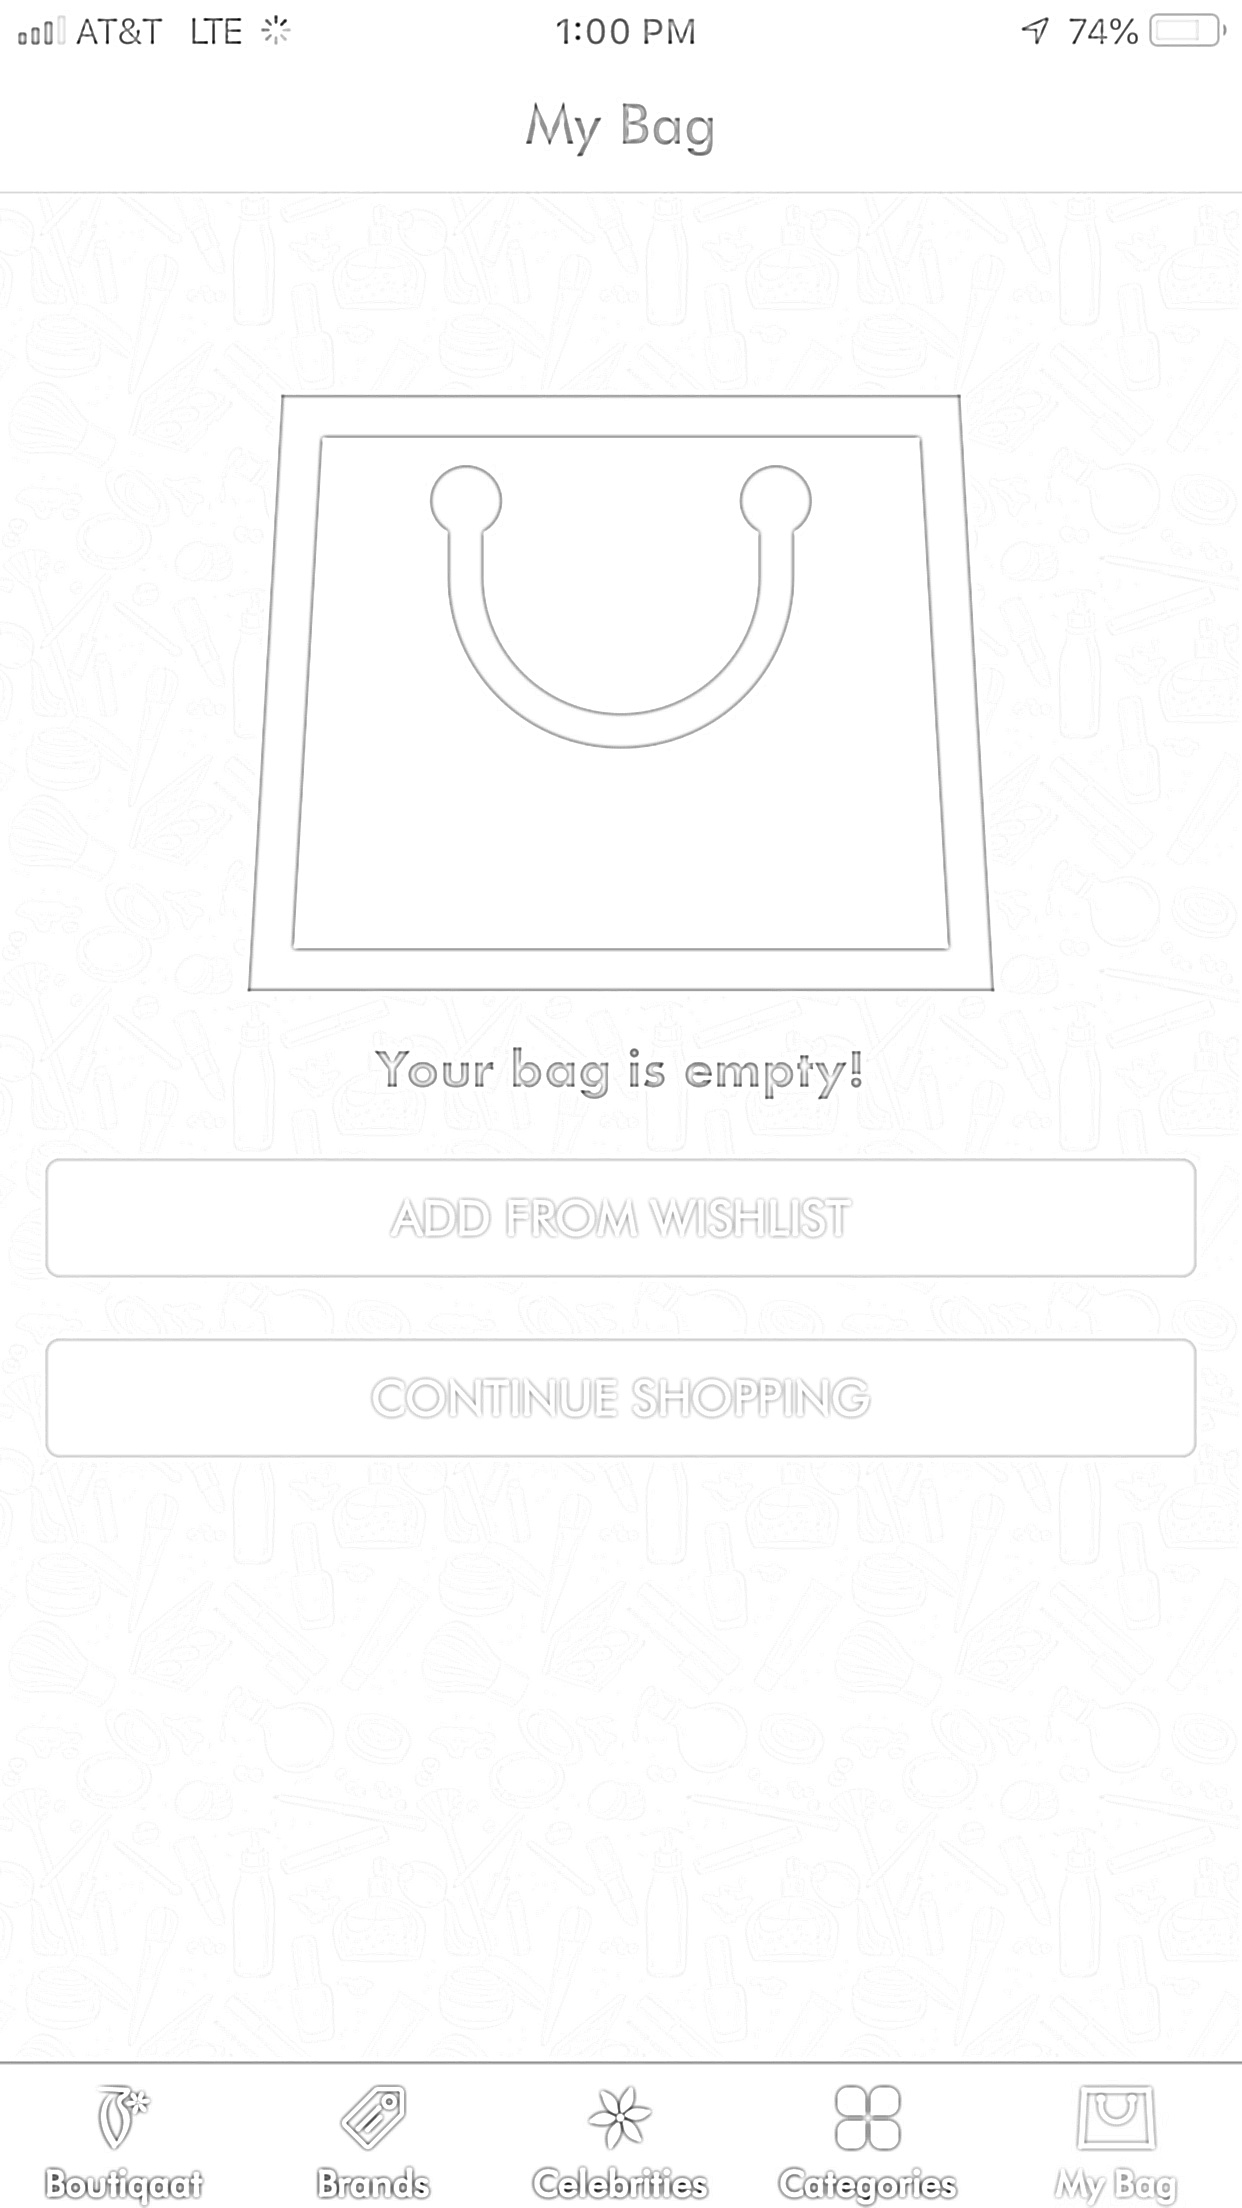 AT&T LTE 1:00 PM 74%
My Bag
Your bag is empty!
ADD FROM WISHLIST
CONTINUE SHOPPING
Boutiqaat Brands Celebrities Categories My Bag